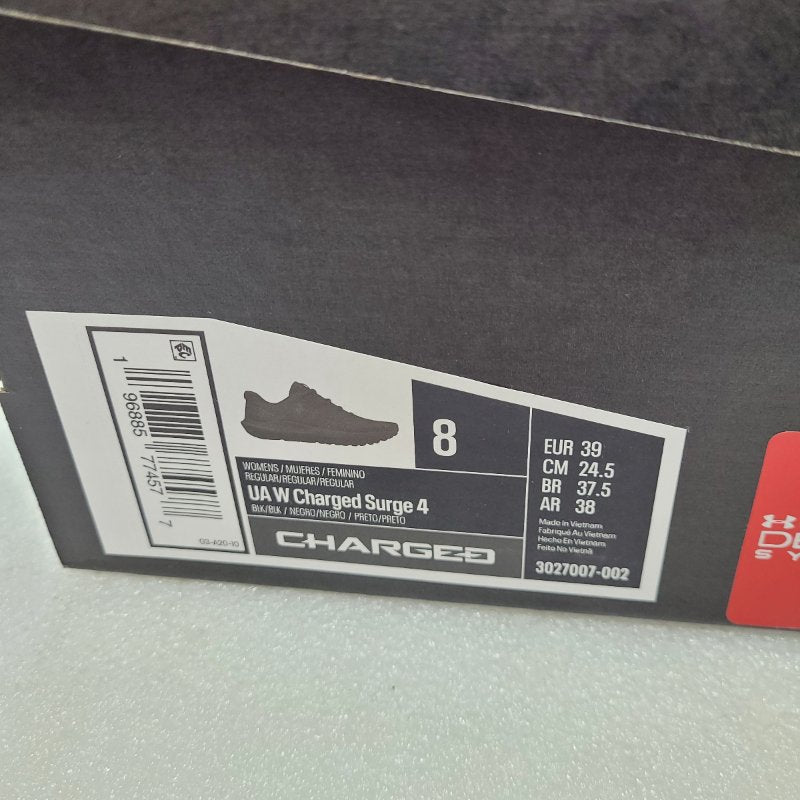 1 96885 77457 7
03-A20-10
8
WOMENS / MUJERES / FEMININO
REGULAR/REGULAR/REGULAR
UA W Charged Surge 4
BLK/BLK / NEGRO/NEGRO / PRETO/PRETO
CHARGED
EUR 39
CM 24.5
BR 37.5
AR 38
Made in Vietnam
Fabriqué Au Vietnam
Hecho En Vietnam
Feito No Vietnã
3027007-002